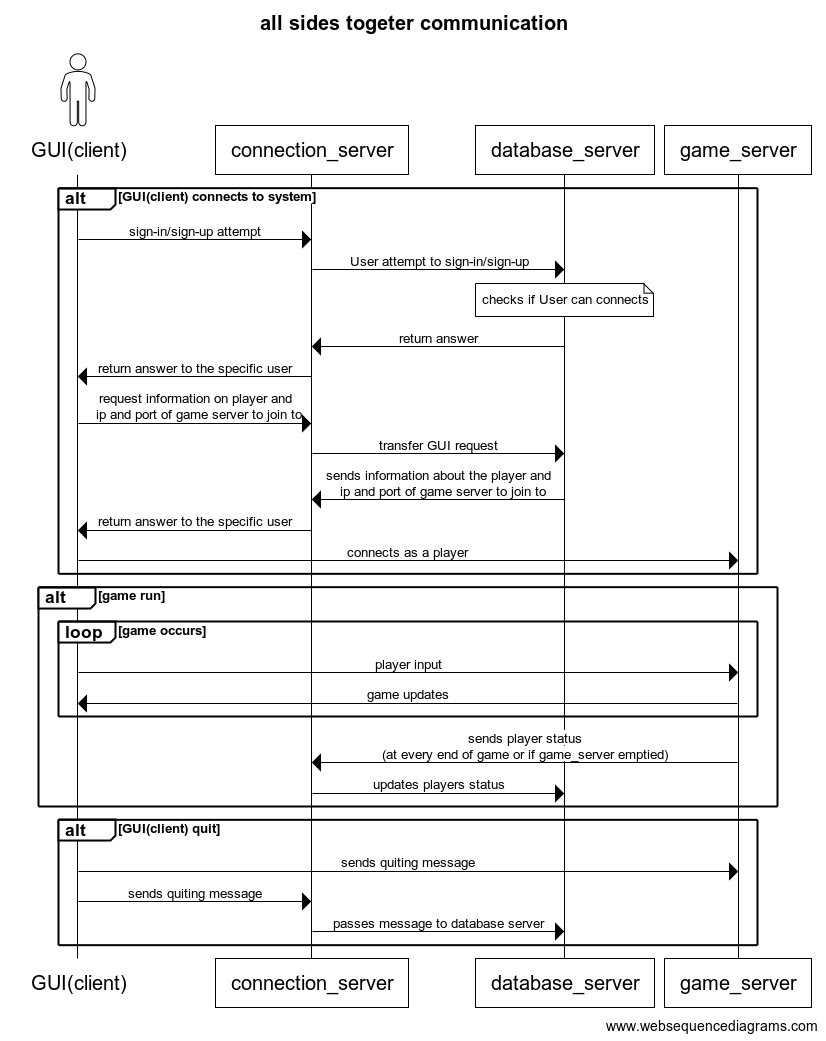 all sides togeter communication
GUI(client)
connection_server
database_server
game_server
alt
[GUI(client) connects to system]
sign-in/sign-up attempt
User attempt to sign-in/sign-up
checks if User can connects
return answer
return answer to the specific user
request information on player and
ip and port of game server to join to
transfer GUI request
sends information about the player and
ip and port of game server to join to
return answer to the specific user
connects as a player
alt
[game run]
loop
[game occurs]
player input
game updates
sends player status
(at every end of game or if game_server emptied)
updates players status
alt
[GUI(client) quit]
sends quiting message
sends quiting message
passes message to database server
GUI(client)
connection_server
database_server
game_server
www.websequencediagrams.com